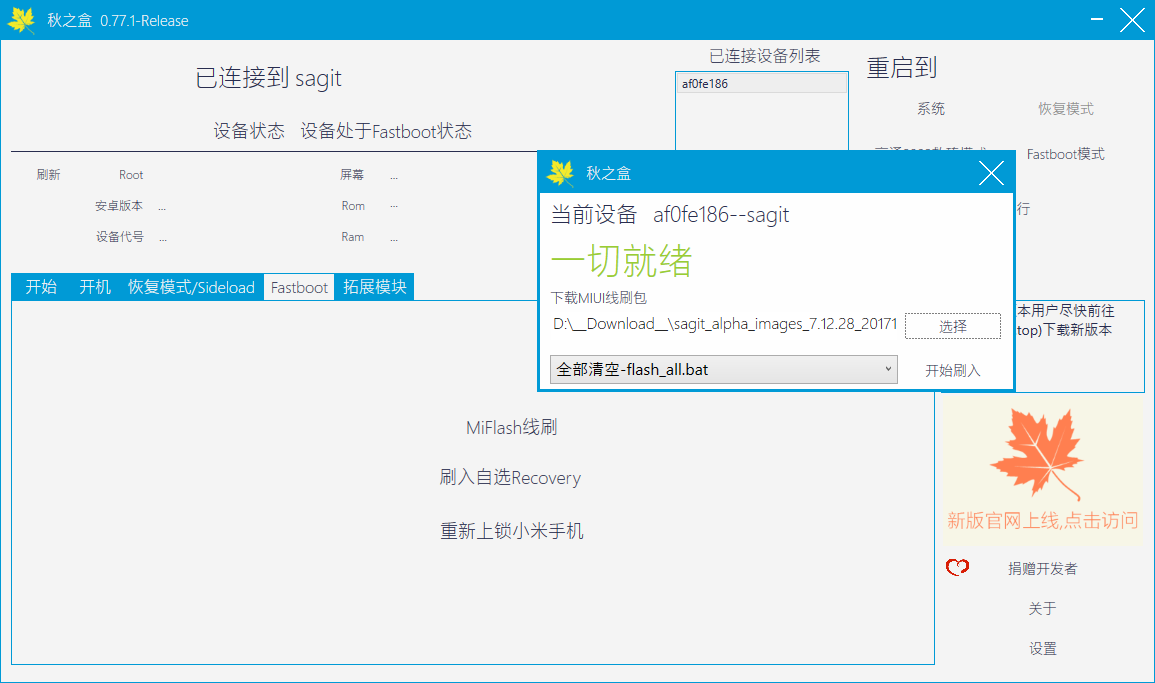 秋之盒 0.77.1-Release
已连接到 sagit
设备状态 设备处于Fastboot状态
刷新 Root 屏幕 ...
安卓版本 ... Rom ...
设备代号 ... Ram ...
已连接设备列表
af0fe186
重启到
系统 恢复模式
Fastboot模式
行
秋之盒
当前设备 af0fe186--sagit
一切就绪
下载MIUI线刷包
D:\__Download__\sagit_alpha_images_7.12.28_20171 选择
全部清空-flash_all.bat 开始刷入
开始 开机 恢复模式/Sideload Fastboot 拓展模块
MiFlash线刷
刷入自选Recovery
重新上锁小米手机
本用户尽快前往
top)下载新版本
新版官网上线,点击访问
捐赠开发者
关于
设置